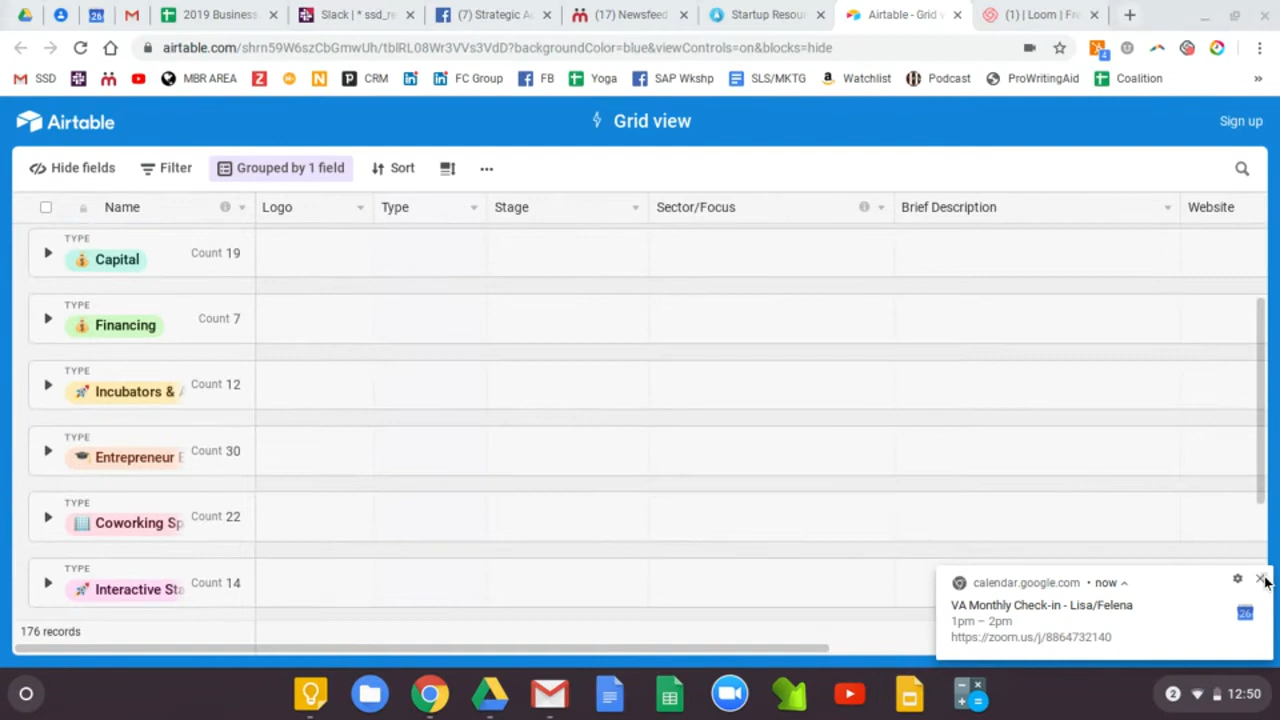 2019 Business
Slack | * ssd_re
(7) Strategic A
(17) Newsfeed
Startup Resou
Airtable - Grid v
(1) | Loom | Fre
airtable.com/shrn59W6szCbGmwUh/tblRL08Wr3VVs3VdD?backgroundColor=blue&viewControls=on&blocks=hide
SSD
MBR AREA
CRM
FC Group
FB
Yoga
SAP Wkshp
SLS/MKTG
Watchlist
Podcast
ProWritingAid
Coalition
»
Airtable
Grid view
Sign up
Hide fields
Filter
Grouped by 1 field
Sort
Name
Logo
Type
Stage
Sector/Focus
Brief Description
Website
TYPE
Capital
Count 19
TYPE
Financing
Count 7
TYPE
Incubators &
Count 12
TYPE
Entrepreneur E
Count 30
TYPE
Coworking Sp
Count 22
TYPE
Interactive Sta
Count 14
176 records
calendar.google.com • now
VA Monthly Check-in - Lisa/Felena
1pm – 2pm
https://zoom.us/j/8864732140
26
2
12:50